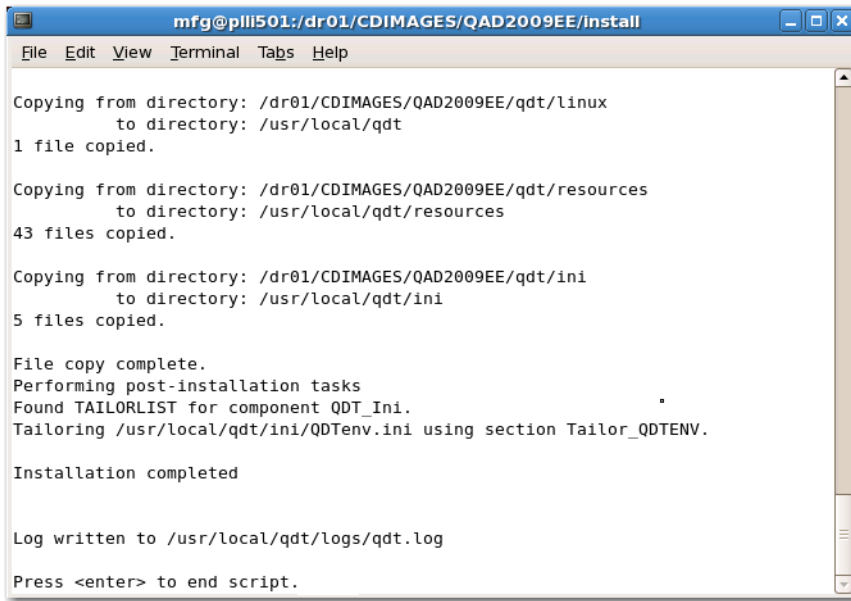 mfg@plli501:/dr01/CDIMAGES/QAD2009EE/install
File Edit View Terminal Tabs Help
Copying from directory: /dr01/CDIMAGES/QAD2009EE/qdt/linux
to directory: /usr/local/qdt
1 file copied.
Copying from directory: /dr01/CDIMAGES/QAD2009EE/qdt/resources
to directory: /usr/local/qdt/resources
43 files copied.
Copying from directory: /dr01/CDIMAGES/QAD2009EE/qdt/ini
to directory: /usr/local/qdt/ini
5 files copied.
File copy complete.
Performing post-installation tasks
Found TAILORLIST for component QDT_Ini.
Tailoring /usr/local/qdt/ini/QDTenv.ini using section Tailor_QDTENV.
Installation completed
Log written to /usr/local/qdt/logs/qdt.log
Press <enter> to end script.